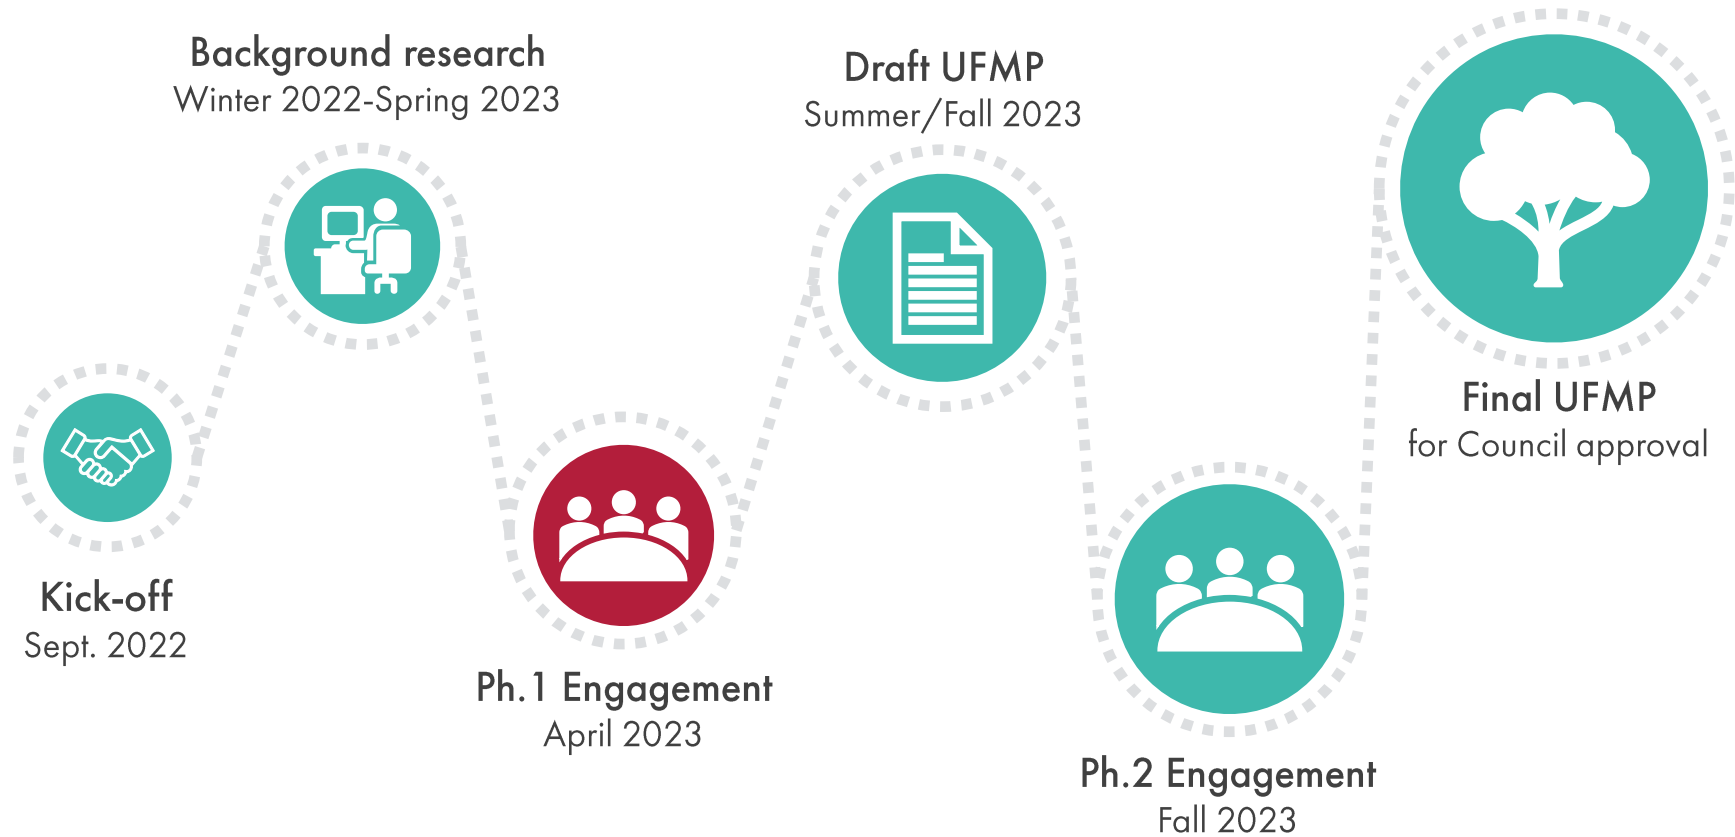 Kick-off
Sept. 2022
Background research
Winter 2022-Spring 2023
Ph.1 Engagement
April 2023
Draft UFMP
Summer/Fall 2023
Ph.2 Engagement
Fall 2023
Final UFMP
for Council approval